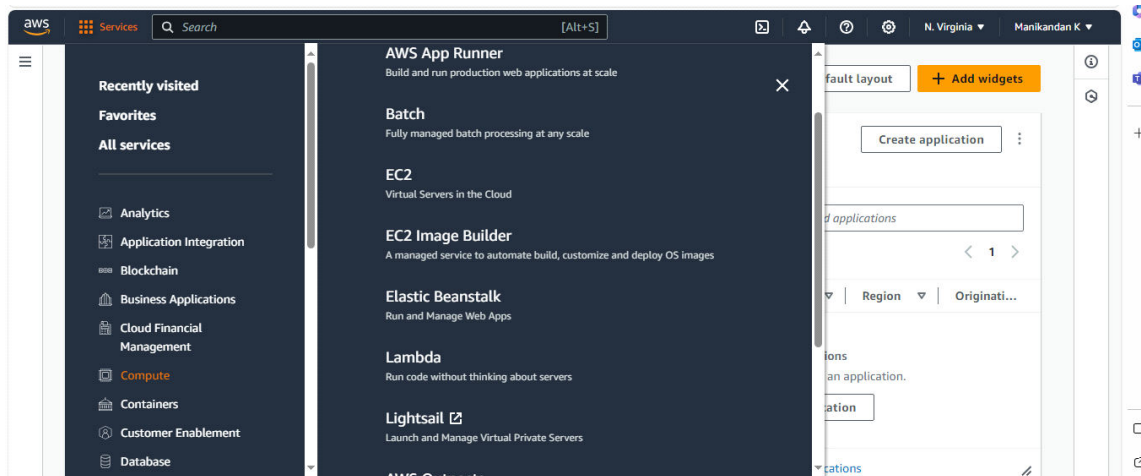 aws
Services
Search
[Alt+S]
N. Virginia
Manikandan K
Recently visited
Favorites
All services
Analytics
Application Integration
Blockchain
Business Applications
Cloud Financial
Management
Compute
Containers
Customer Enablement
Database
AWS App Runner
Build and run production web applications at scale
Batch
Fully managed batch processing at any scale
EC2
Virtual Servers in the Cloud
EC2 Image Builder
A managed service to automate build, customize and deploy OS images
Elastic Beanstalk
Run and Manage Web Apps
Lambda
Run code without thinking about servers
Lightsail
Launch and Manage Virtual Private Servers
AWS Outposts
fault layout
+ Add widgets
Create application
d applications
1
Region
Originati...
ions
an application.
cation
cations